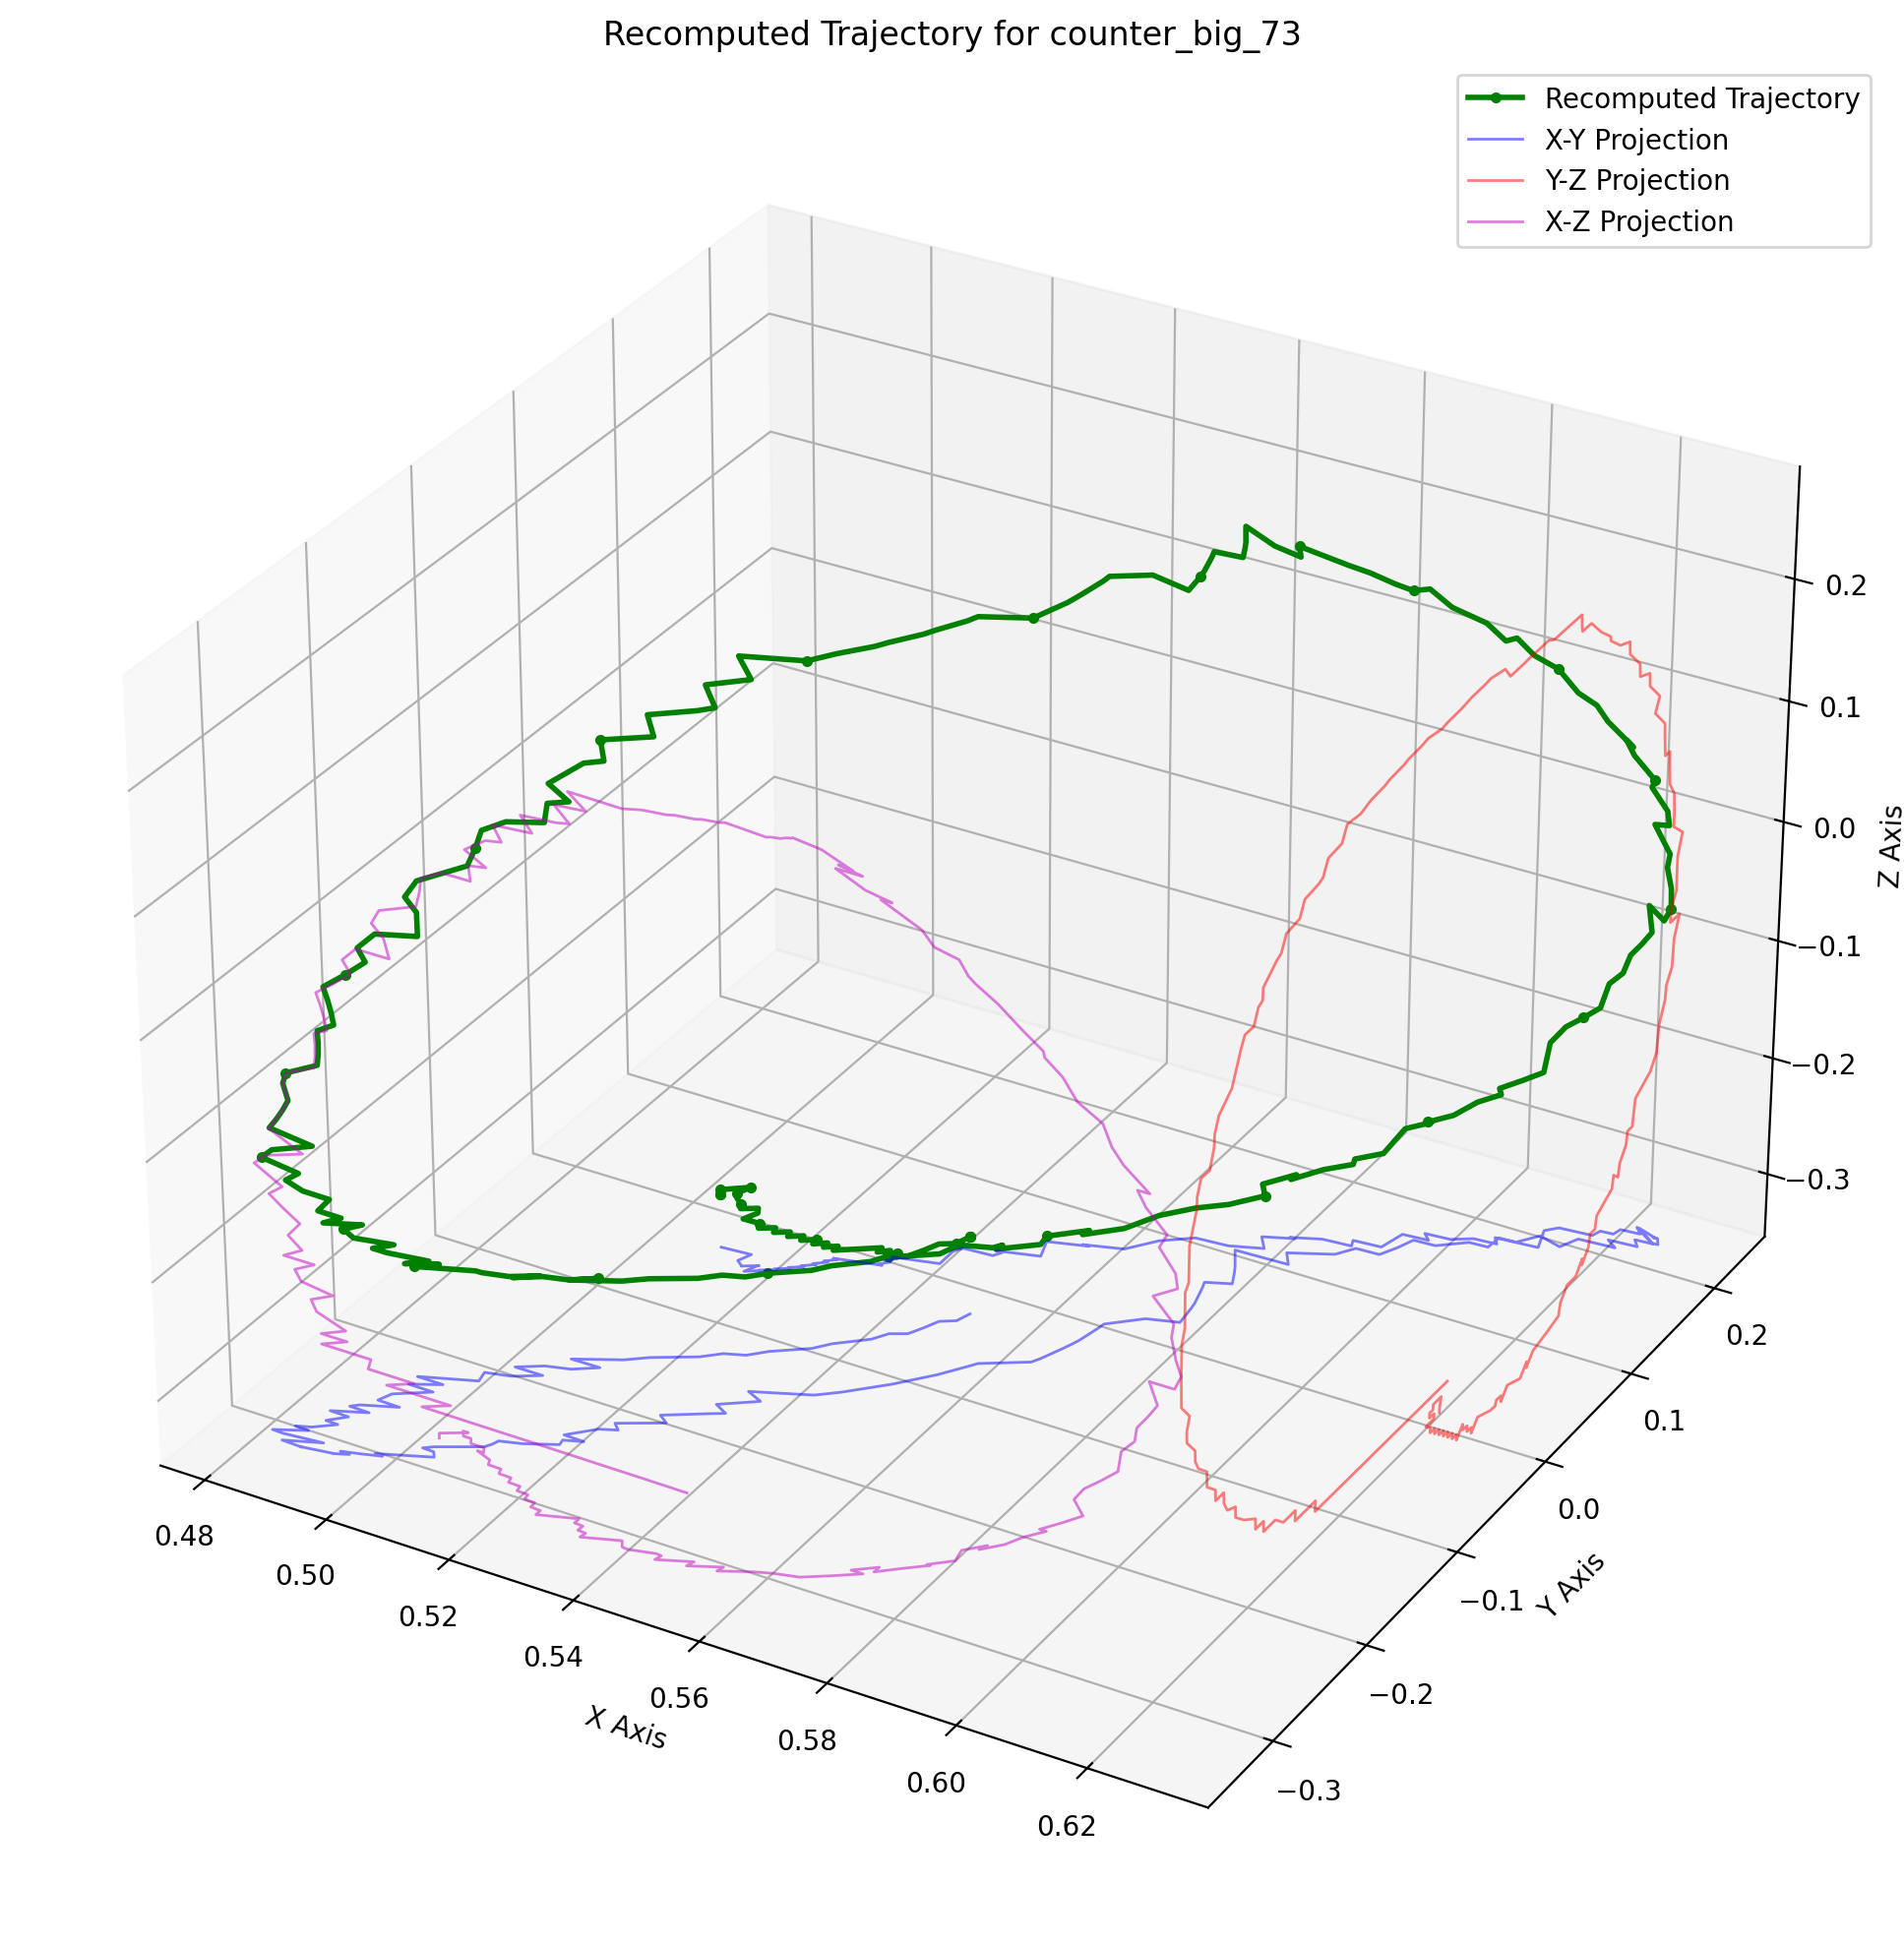 Recomputed Trajectory for counter_big_73
Recomputed Trajectory
X-Y Projection
Y-Z Projection
X-Z Projection
0.2
0.1
0.0
−0.1
−0.2
−0.3
Z Axis
0.2
0.1
0.0
−0.1
−0.2
−0.3
Y Axis
0.48
0.50
0.52
0.54
0.56
0.58
0.60
0.62
X Axis